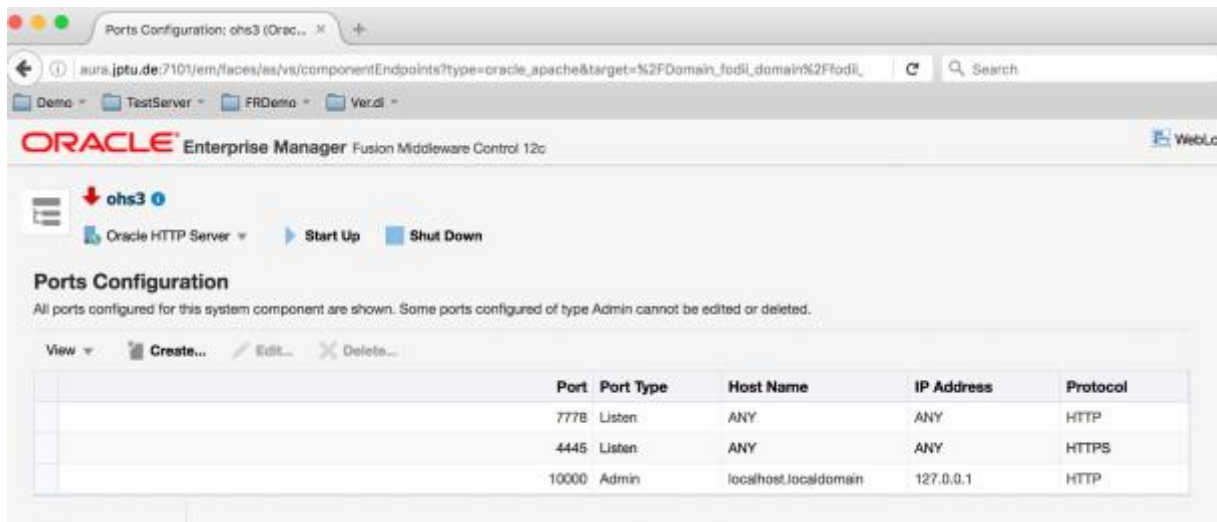 Ports Configuration: ohs3 (Orac... × +
aura.jptu.de:7101/em/faces/as/vs/componentEndpoints?type=oracle_apache&target=%2FDomain_fodii_domain%2Ffodii_ Search
Demo TestServer FRDemo Ver.di
ORACLE Enterprise Manager Fusion Middleware Control 12c WebLo
ohs3
Oracle HTTP Server Start Up Shut Down
Ports Configuration
All ports configured for this system component are shown. Some ports configured of type Admin cannot be edited or deleted.
View Create... Edit... Delete...
Port Port Type Host Name IP Address Protocol
7778 Listen ANY ANY HTTP
4445 Listen ANY ANY HTTPS
10000 Admin localhost.localdomain 127.0.0.1 HTTP